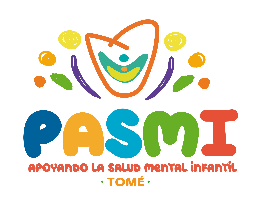 PASMI
APOYANDO LA SALUD MENTAL INFANTIL
· TOMÉ ·